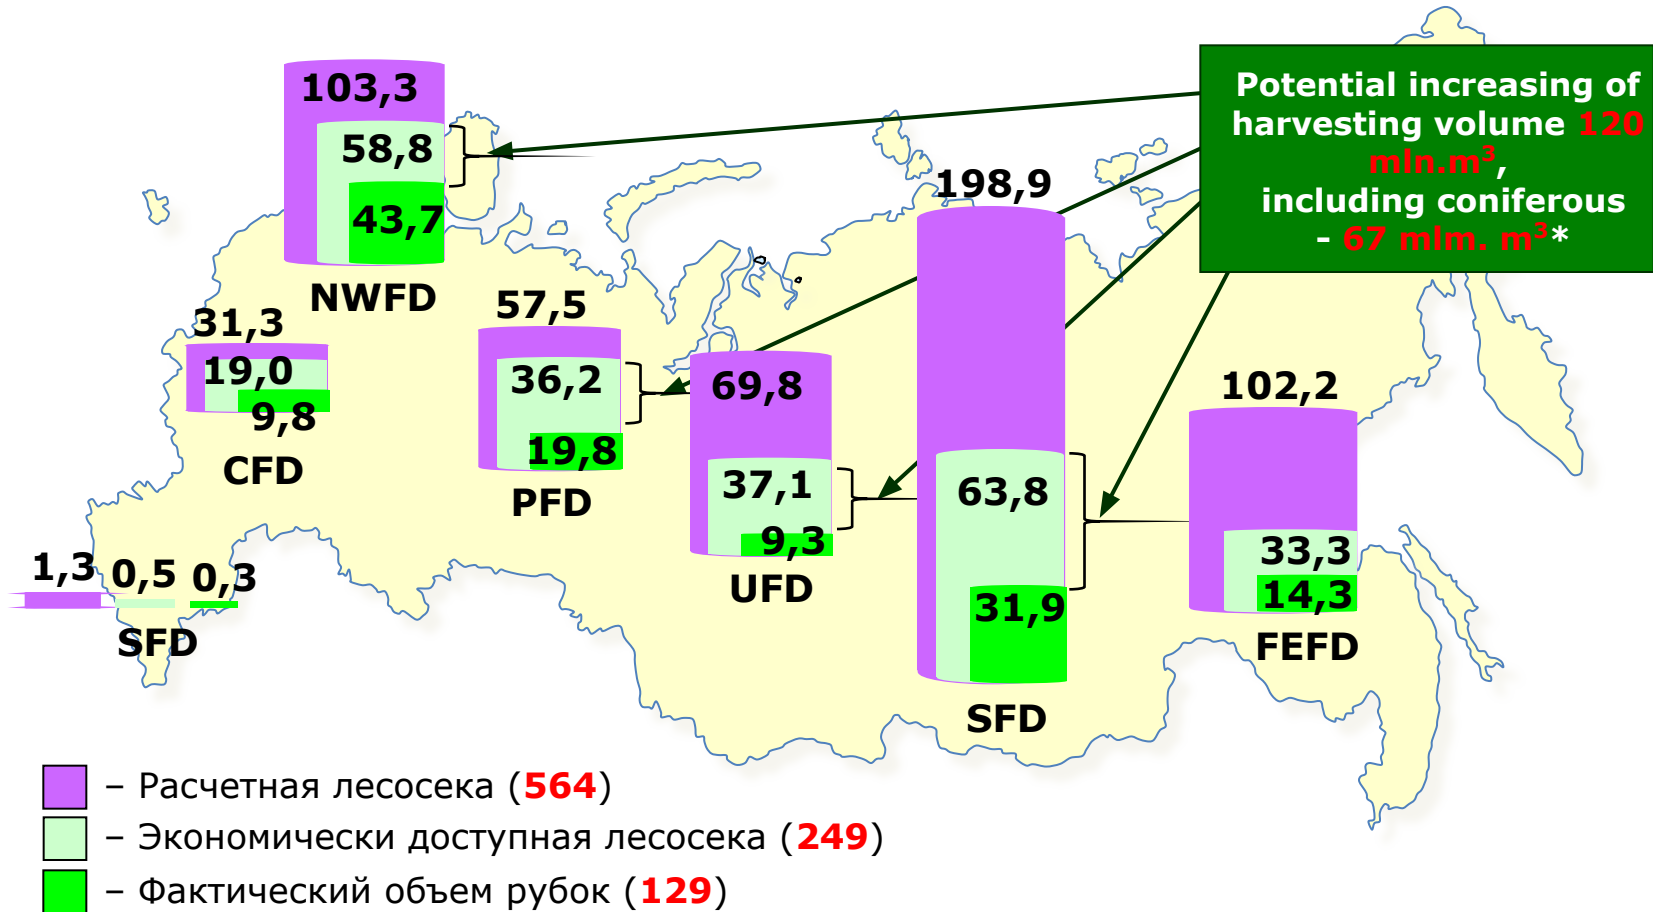 Potential increasing of
harvesting volume 120
mln.m³,
including coniferous
- 67 mlm. m³*
103,3
58,8
43,7
NWFD
31,3
19,0
9,8
CFD
57,5
36,2
19,8
PFD
69,8
37,1
9,3
UFD
198,9
63,8
31,9
SFD
102,2
33,3
14,3
FEFD
1,3 0,5 0,3
SFD
– Расчетная лесосека (564)
– Экономически доступная лесосека (249)
– Фактический объем рубок (129)